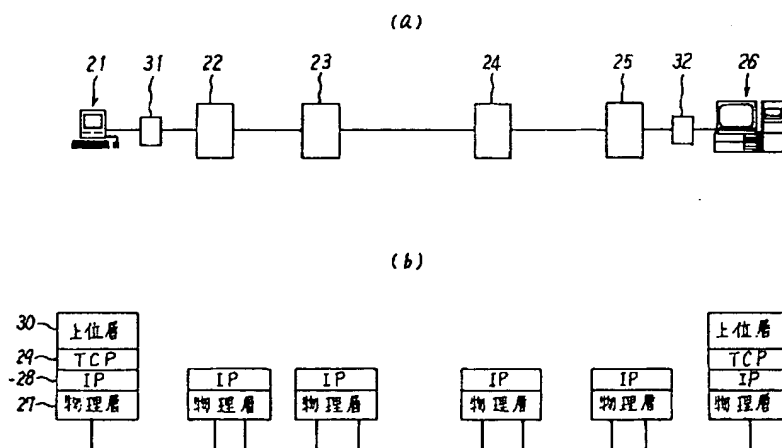 (a)
21 31 22 23 24 25 32 26
(b)
30 上位層 上位層
29 TCP TCP
28 IP IP IP IP IP IP
27 物理層 物理層 物理層 物理層 物理層 物理層